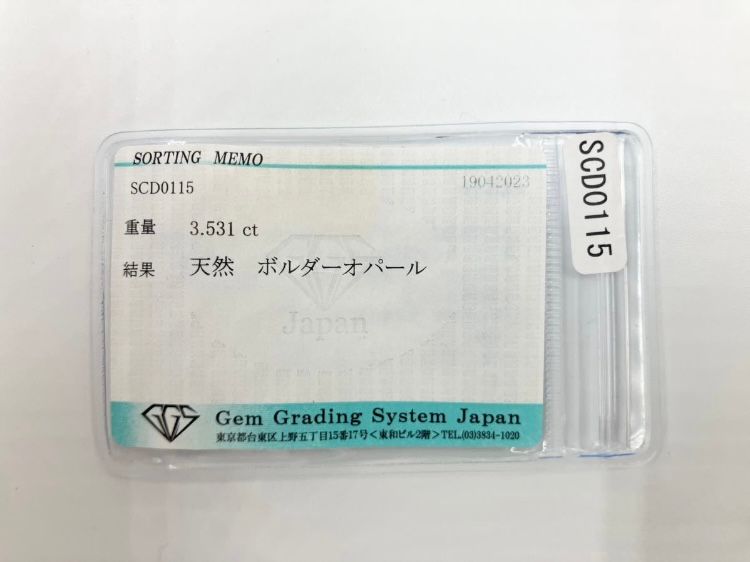 SORTING MEMO
SCD0115
19042023
重量 3.531 ct
結果 天然 ボルダーオパール
Japan
GGS
Gem Grading System Japan
東京都台東区上野五丁目15番17号<東和ビル2階>TEL.(03)3834-1020
SCD0115